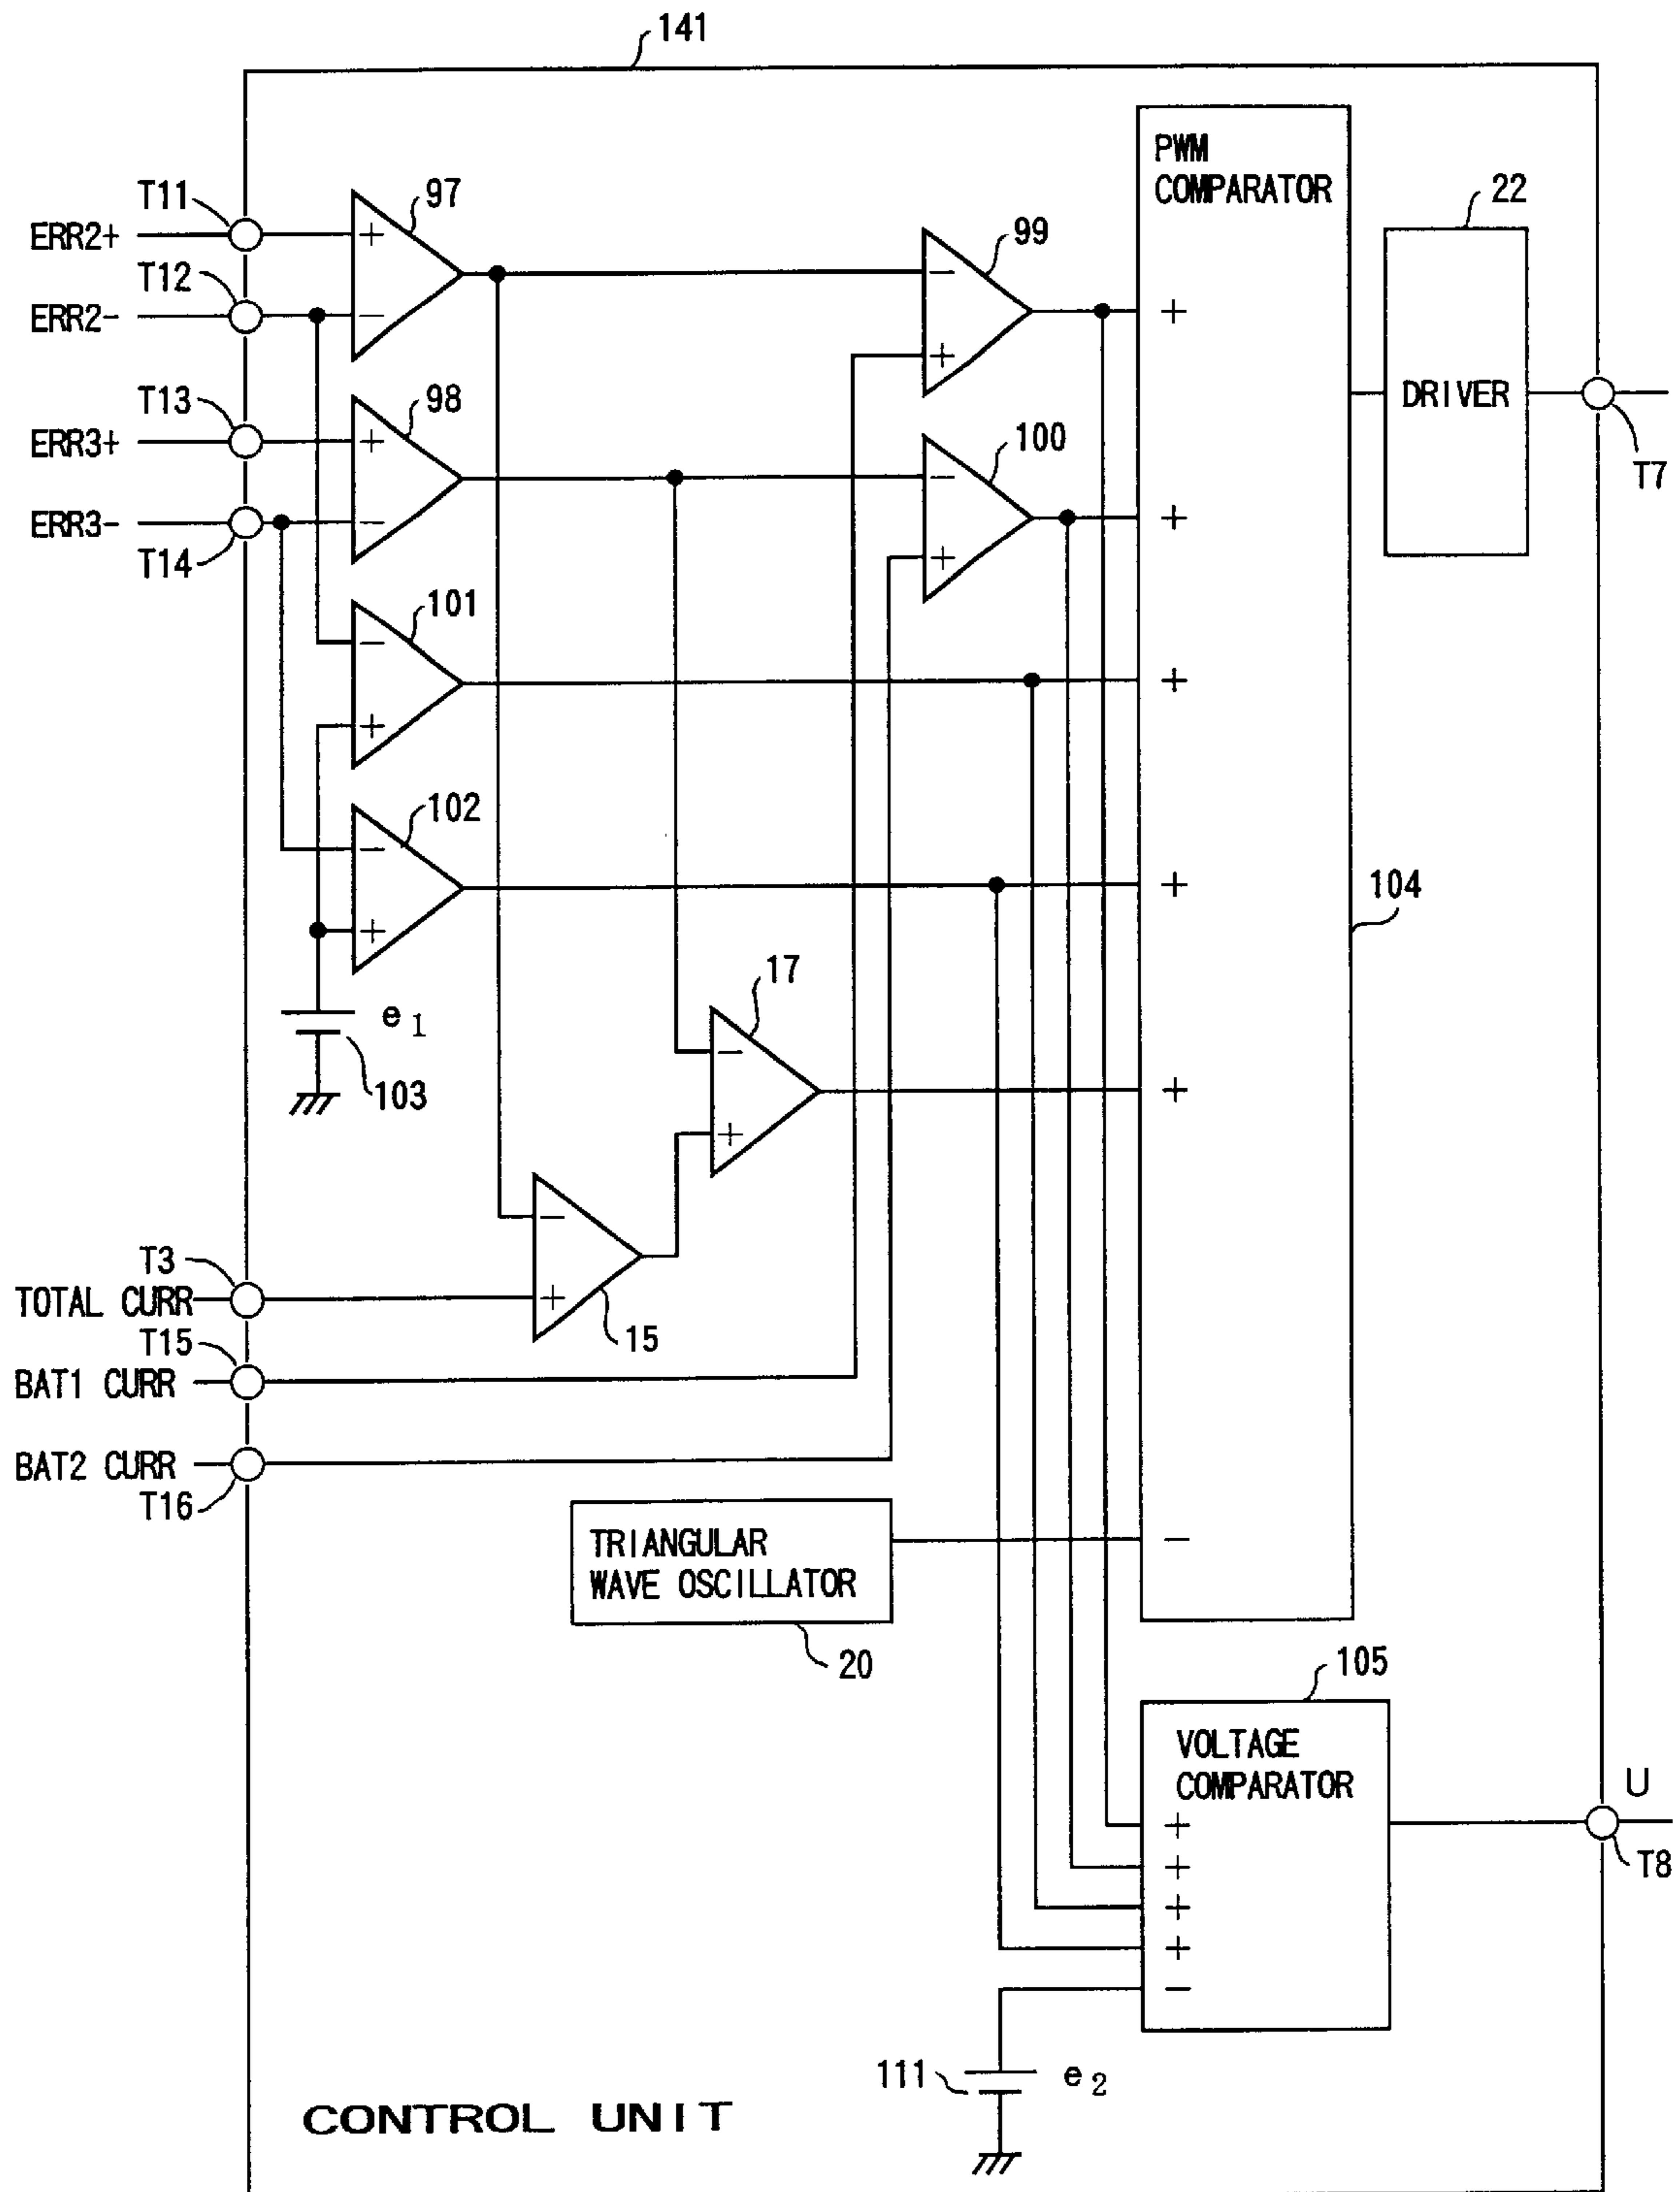 141
PWM
COMPARATOR
T11
97
22
ERR2+
+
99
T12
−
ERR2-
−
+
+
T13
98
DRIVER
ERR3+
+
100
T7
−
ERR3-
−
+
T14
+
101
−
+
+
102
−
+
104
+
17
e1
−
103
+
+
−
T3
TOTAL CURR
+
T15
15
BAT1 CURR
BAT2 CURR
T16
TRIANGULAR
WAVE OSCILLATOR
−
20
105
VOLTAGE
COMPARATOR
U
+
T8
+
+
+
−
111
e2
CONTROL UNIT